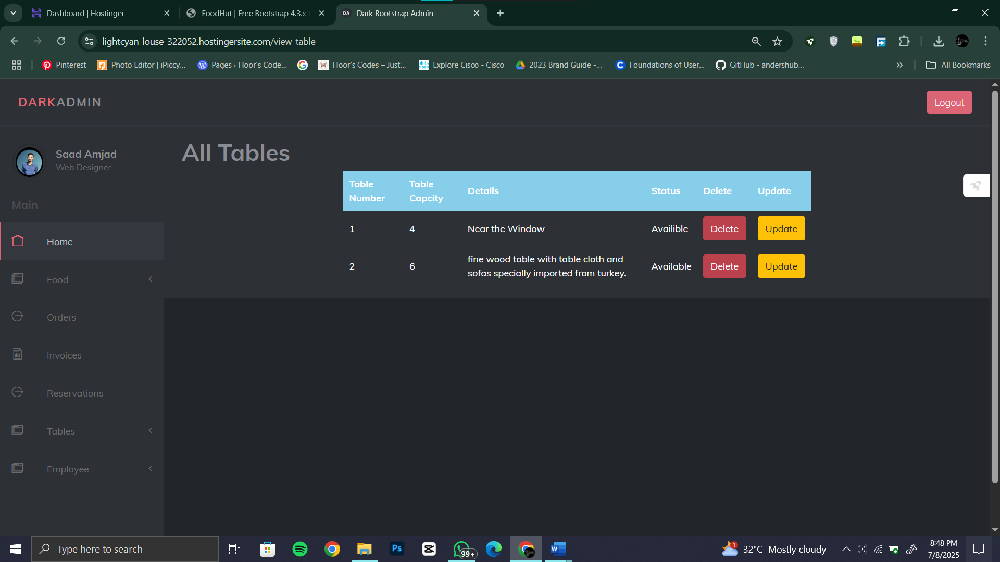 Dashboard | Hostinger
FoodHut | Free Bootstrap 4.3.x
DA Dark Bootstrap Admin
lightcyan-louse-322052.hostingersite.com/view_table
Pinterest
Photo Editor | iPiccy...
Pages ‹ Hoor's Code...
Hoor's Codes – Just...
Explore Cisco - Cisco
2023 Brand Guide -...
Foundations of User...
GitHub - andershub...
All Bookmarks
DARKADMIN
Logout
Saad Amjad
Web Designer
Main
Home
Food
Orders
Invoices
Reservations
Tables
Employee
All Tables
Table Number Table Capcity Details Status Delete Update
1 4 Near the Window Availible Delete Update
2 6 fine wood table with table cloth and
sofas specially imported from turkey. Available Delete Update
Type here to search
Ps
99+
W
1
32°C Mostly cloudy
8:48 PM
7/8/2025